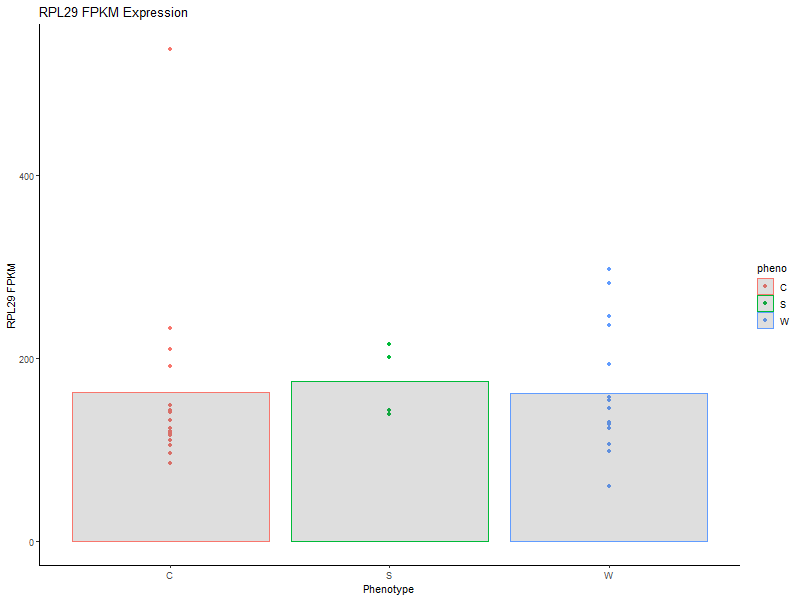 RPL29 FPKM Expression
400
200
0
RPL29 FPKM
C
S
W
Phenotype
pheno
C
S
W